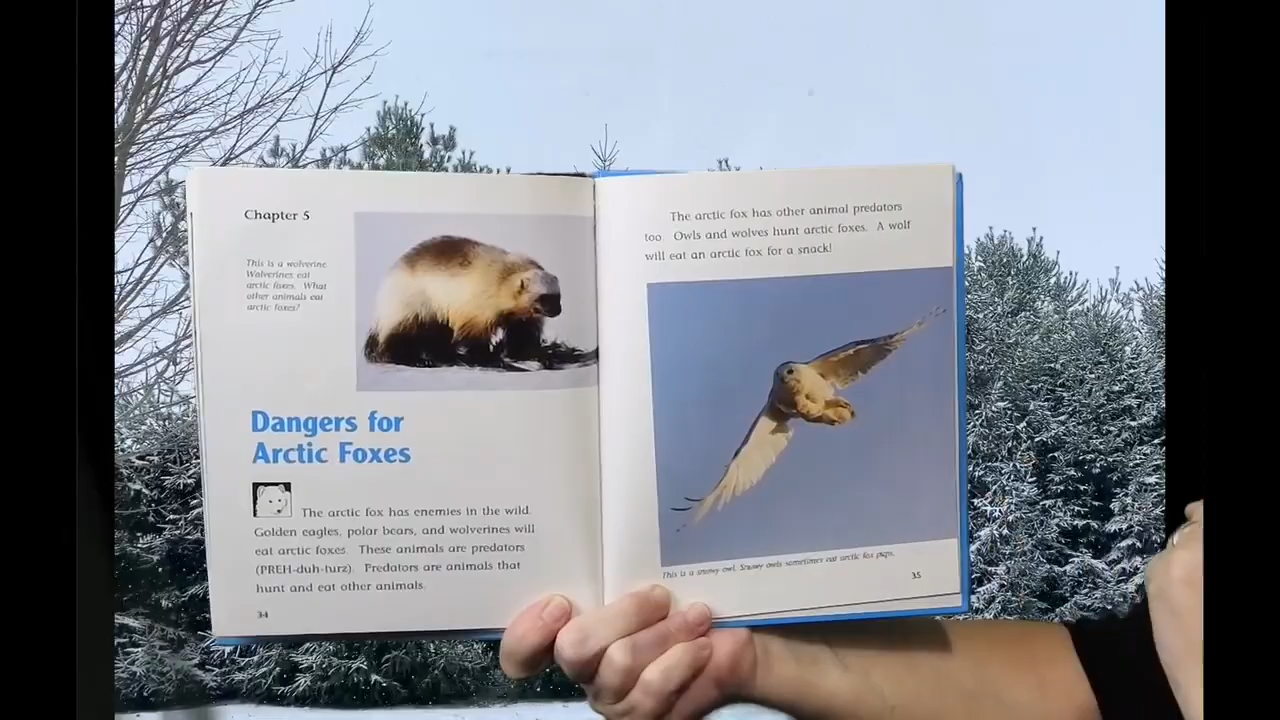 Chapter 5
This is a wolverine
Wolverines eat
arctic foxes. What
other animals eat
arctic foxes?
Dangers for
Arctic Foxes
The arctic fox has enemies in the wild.
Golden eagles, polar bears, and wolverines will
eat arctic foxes. These animals are predators
(PREH-duh-turz). Predators are animals that
hunt and eat other animals.
34
The arctic fox has other animal predators
too. Owls and wolves hunt arctic foxes. A wolf
will eat an arctic fox for a snack!
This is a snowy owl. Snowy owls sometimes eat arctic fox pups.
35